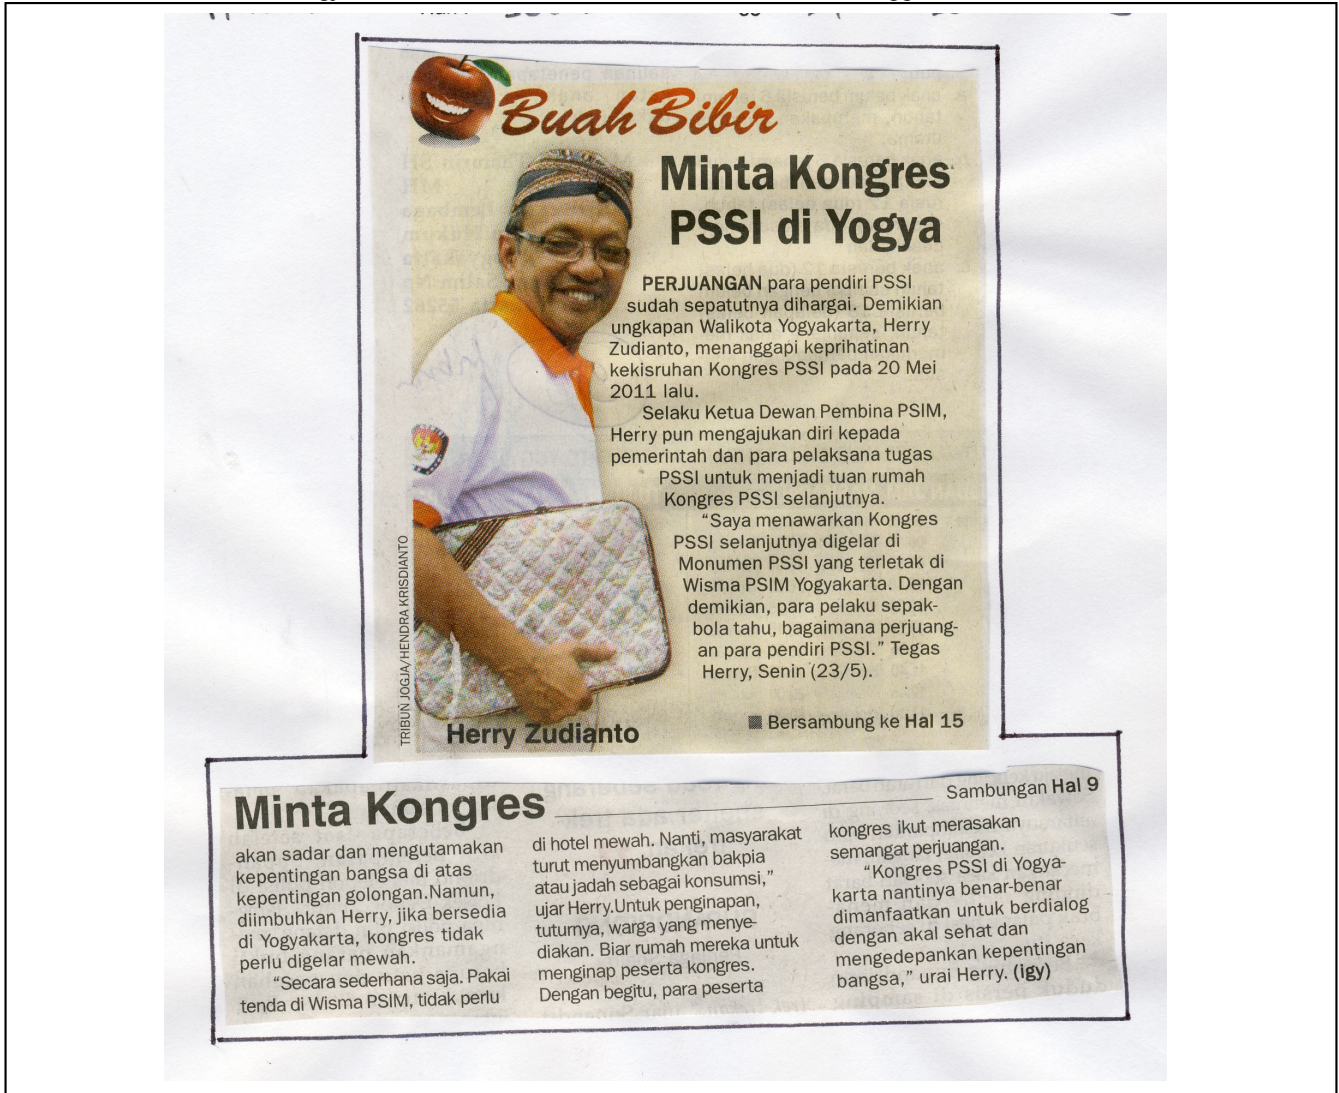 Buah Bibir
Minta Kongres
PSSI di Yogya
PERJUANGAN para pendiri PSSI
sudah sepatutnya dihargai. Demikian
ungkapan Walikota Yogyakarta, Herry
Zudianto, menanggapi keprihatinan
kekisruhan Kongres PSSI pada 20 Mei
2011 lalu.
Selaku Ketua Dewan Pembina PSIM,
Herry pun mengajukan diri kepada
pemerintah dan para pelaksana tugas
PSSI untuk menjadi tuan rumah
Kongres PSSI selanjutnya.
“Saya menawarkan Kongres
PSSI selanjutnya digelar di
Monumen PSSI yang terletak di
Wisma PSIM Yogyakarta. Dengan
demikian, para pelaku sepak-
bola tahu, bagaimana perjuang-
an para pendiri PSSI.” Tegas
Herry, Senin (23/5).
Bersambung ke Hal 15
TRIBUN JOGJA/HENDRA KRISDIANTO
Herry Zudianto
Minta Kongres
Sambungan Hal 9
akan sadar dan mengutamakan
kepentingan bangsa di atas
kepentingan golongan.Namun,
diimbuhkan Herry, jika bersedia
di Yogyakarta, kongres tidak
perlu digelar mewah.
“Secara sederhana saja. Pakai
tenda di Wisma PSIM, tidak perlu
di hotel mewah. Nanti, masyarakat
turut menyumbangkan bakpia
atau jadah sebagai konsumsi,”
ujar Herry.Untuk penginapan,
tuturnya, warga yang menye-
diakan. Biar rumah mereka untuk
menginap peserta kongres.
Dengan begitu, para peserta
kongres ikut merasakan
semangat perjuangan.
“Kongres PSSI di Yogya-
karta nantinya benar-benar
dimanfaatkan untuk berdialog
dengan akal sehat dan
mengedepankan kepentingan
bangsa,” urai Herry. (igy)